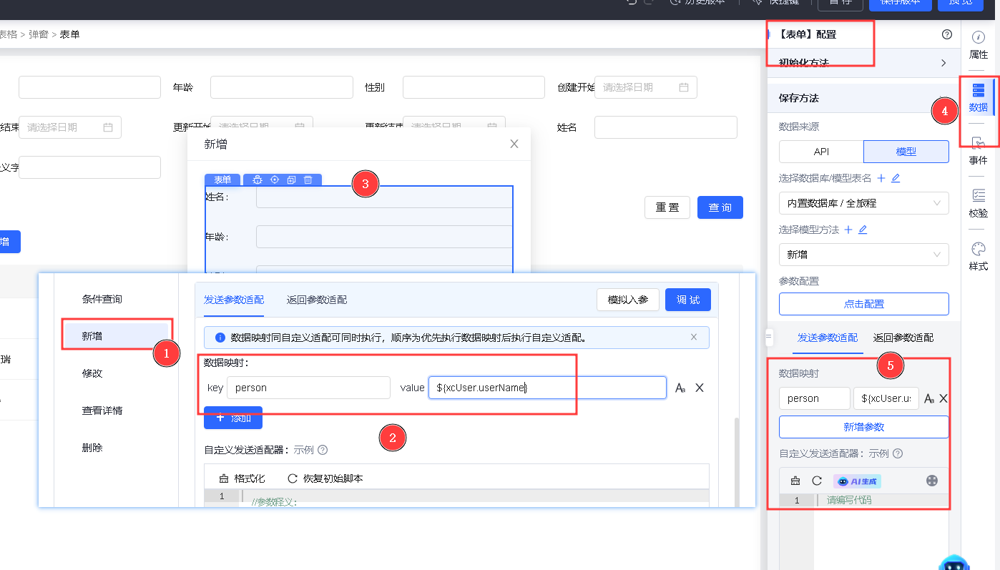 历史版本
快捷键
暂 存
保存版本
预 览
表格 > 弹窗 > 表单
【表单】配置
属性
初始化方法
年龄
性别
创建开始
请选择日期
保存方法
4
数据
结束
请选择日期
更新开始
请选择日期
更新结束
请选择日期
姓名
数据来源
API
模型
新增
事件
义字
表单
3
选择数据库/模型表名
姓名：
内置数据库 / 全旅程
重 置
查 询
校验
年龄：
选择模型方法
增
新增
样式
参数配置
条件查询
发送参数适配
返回参数适配
模拟入参
调 试
点击配置
新增
数据映射同自定义适配可同时执行，顺序为优先执行数据映射后执行自定义适配。
发送参数适配
返回参数适配
1
瑞
数据映射：
5
修改
key
person
value
${xcUser.userName}
数据映射
person
${xcUser.u:
查看详情
添加
新增参数
2
删除
自定义发送适配器：
示例
自定义发送适配器：
示例
格式化
恢复初始脚本
AI生成
1
//参数释义：
1
请编写代码